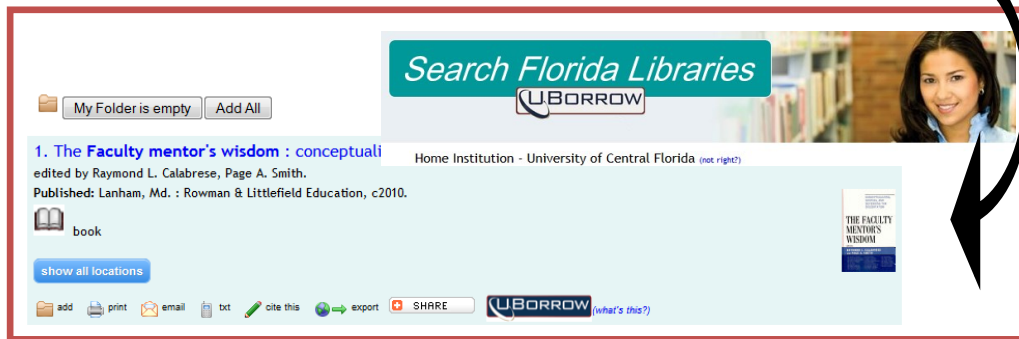 Search Florida Libraries
UBORROW
My Folder is empty Add All
Home Institution - University of Central Florida (not right?)
1. The Faculty mentor's wisdom : conceptuali
edited by Raymond L. Calabrese, Page A. Smith.
Published: Lanham, Md. : Rowman & Littlefield Education, c2010.
book
THE FACULTY
MENTOR'S
WISDOM
show all locations
add print email txt cite this export SHARE UBORROW (what's this?)